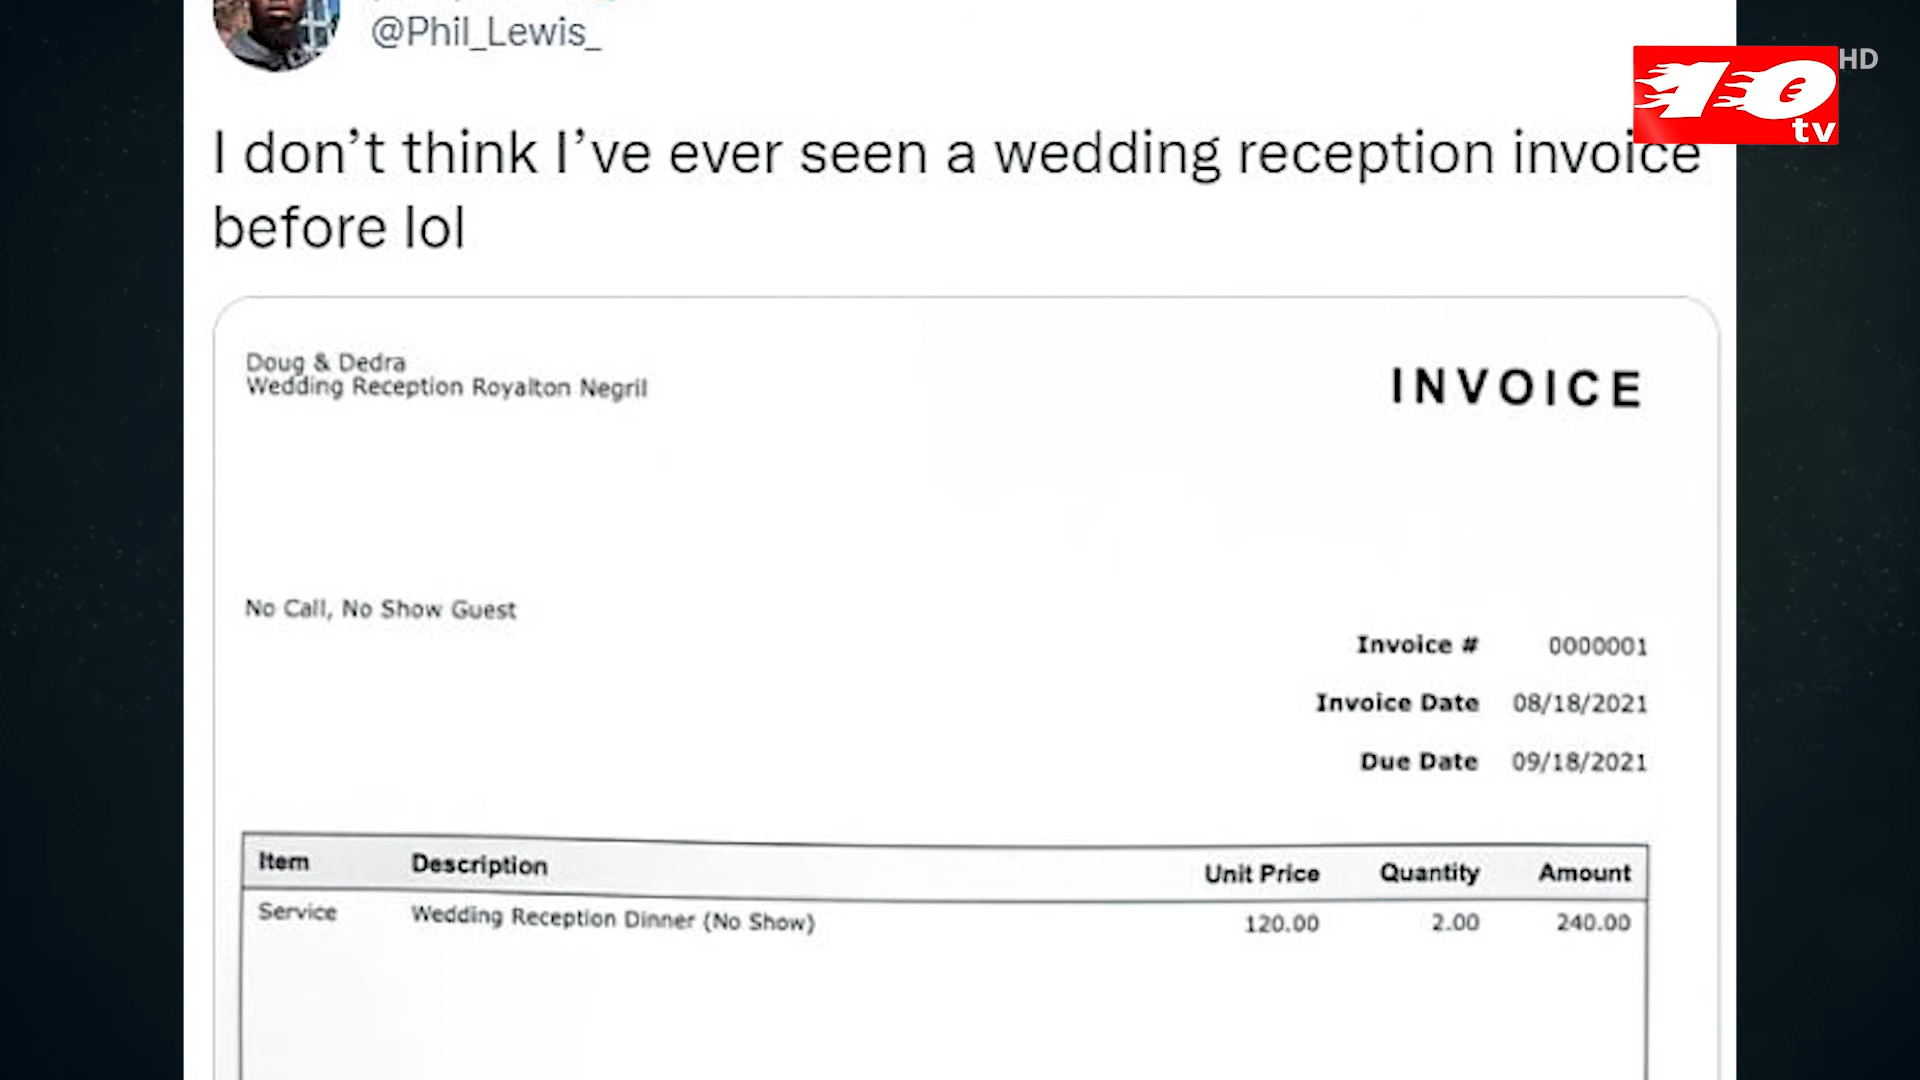 @Phil_Lewis_
HD
10
tv
I don’t think I’ve ever seen a wedding reception invoice
before lol
Doug & Dedra
Wedding Reception Royalton Negril
INVOICE
No Call, No Show Guest
Invoice # 0000001
Invoice Date 08/18/2021
Due Date 09/18/2021
Item Description Unit Price Quantity Amount
Service Wedding Reception Dinner (No Show) 120.00 2.00 240.00